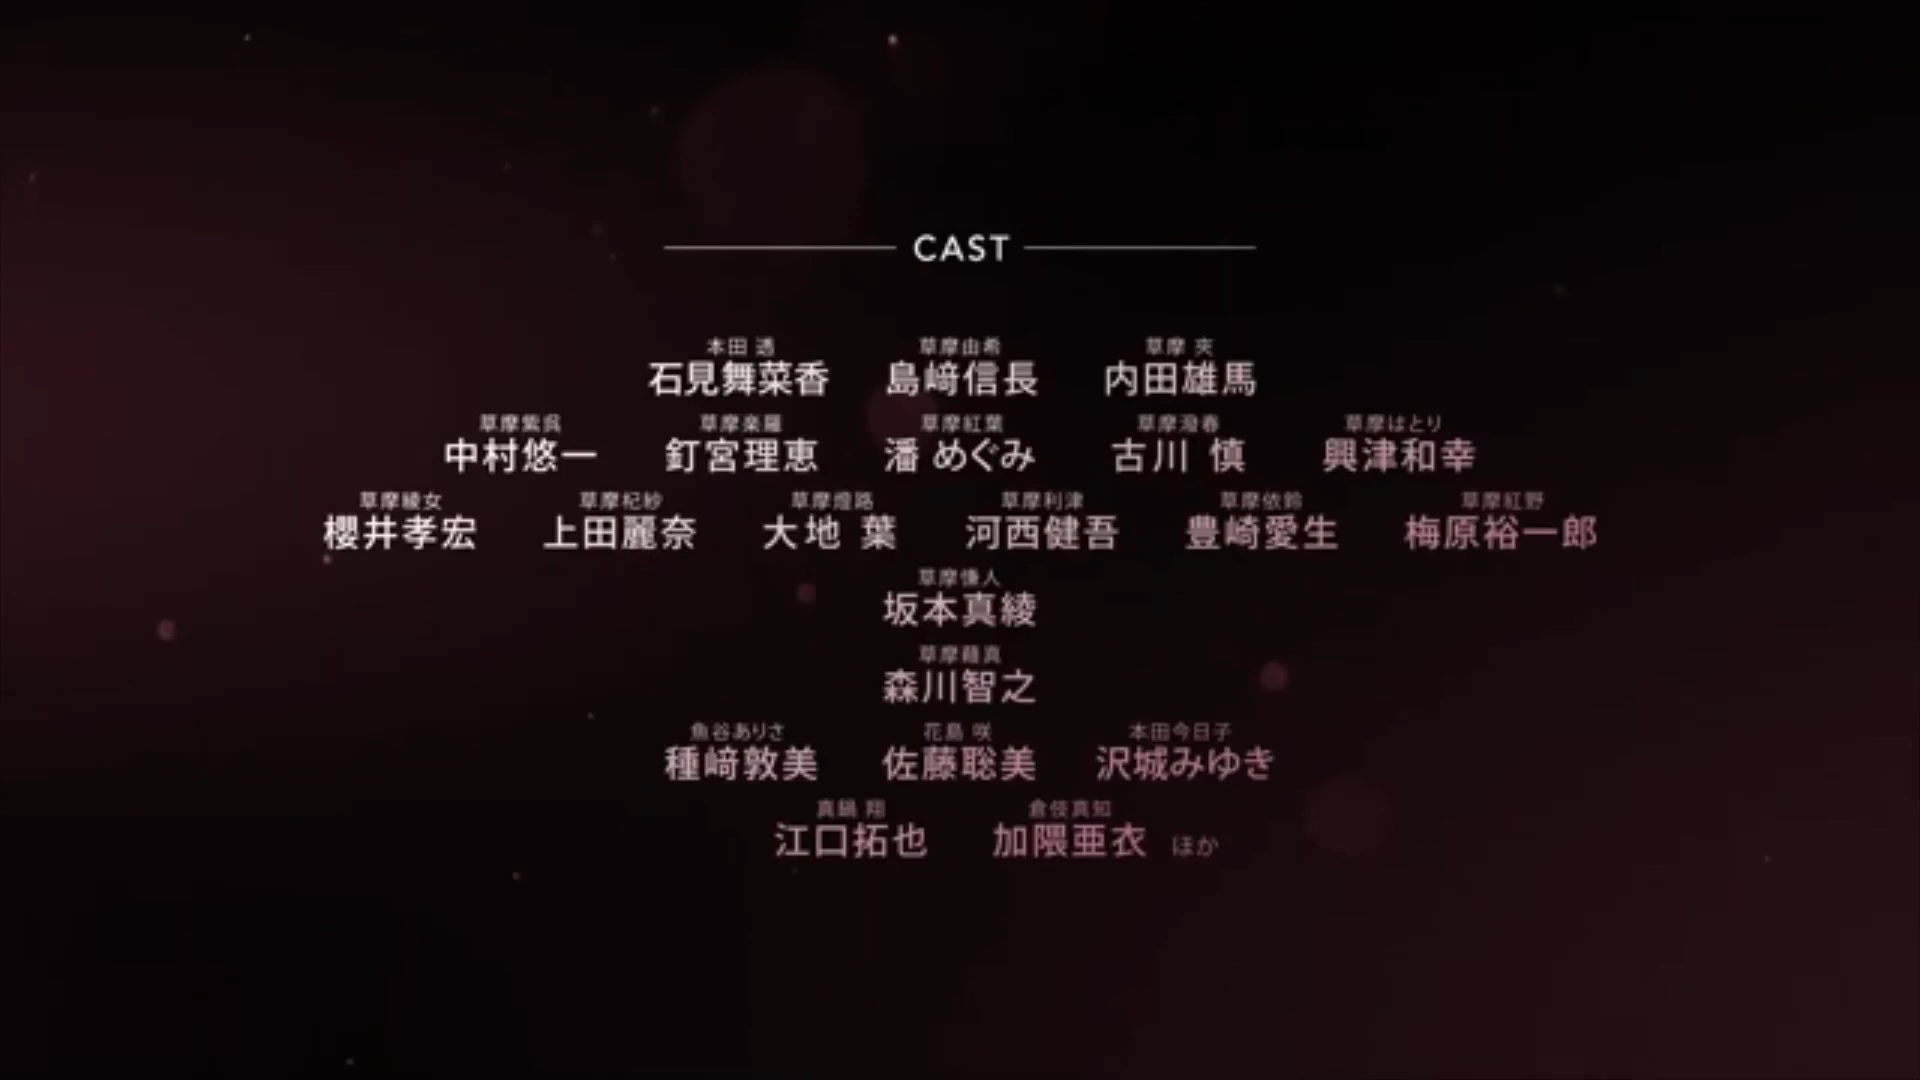 CAST
本田 透 草摩由希 草摩 夾
石見舞菜香 島﨑信長 内田雄馬
草摩紫呉 草摩楽羅 草摩紅葉 草摩潑春 草摩はとり
中村悠一 釘宮理恵 潘 めぐみ 古川 慎 興津和幸
草摩綾女 草摩杞紗 草摩燈路 草摩利津 草摩依鈴 草摩紅野
櫻井孝宏 上田麗奈 大地 葉 河西健吾 豊崎愛生 梅原裕一郎
草摩慊人
坂本真綾
草摩籍真
森川智之
魚谷ありさ 花島 咲 本田今日子
種﨑敦美 佐藤聡美 沢城みゆき
真鍋 翔 倉伎真知
江口拓也 加隈亜衣 ほか